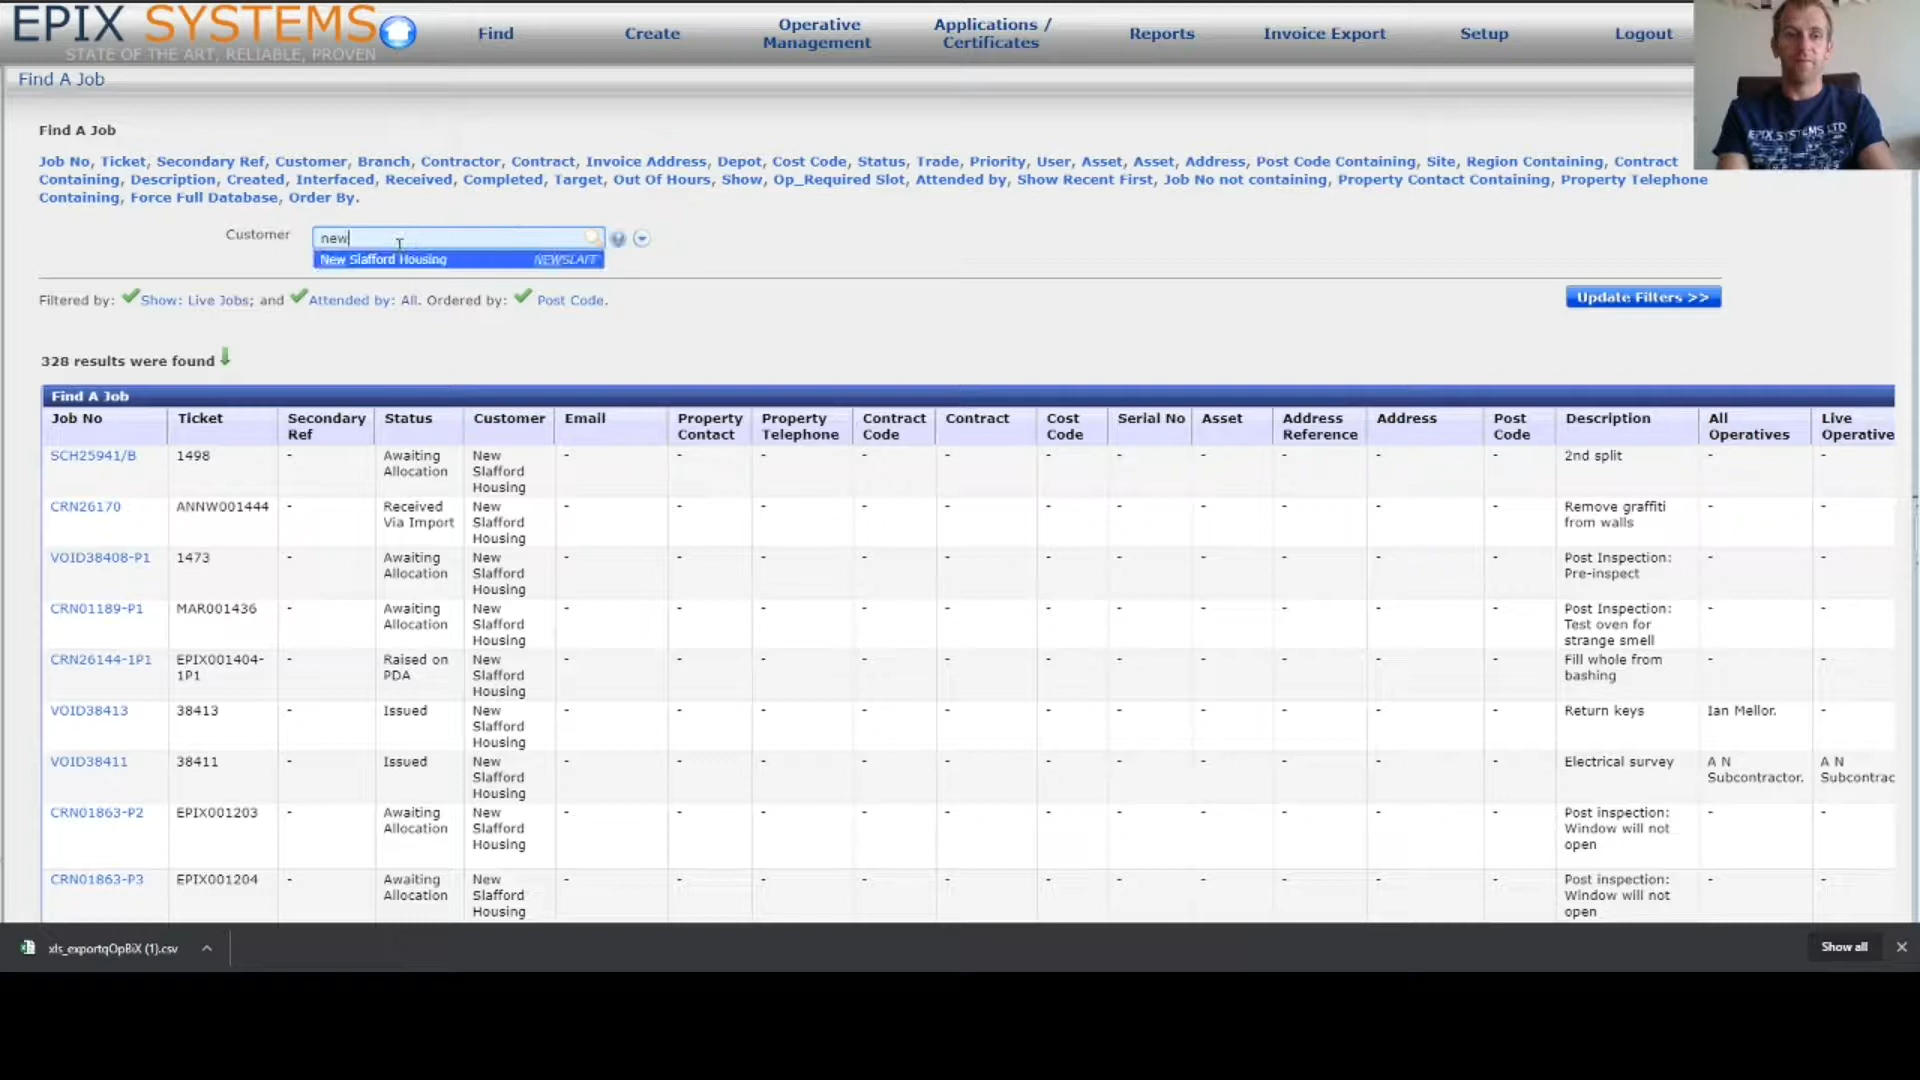 EPIX SYSTEMS
STATE OF THE ART, RELIABLE, PROVEN
Find
Create
Operative Management
Applications / Certificates
Reports
Invoice Export
Setup
Logout
EPIX SYSTEMS LTD
Find A Job
Find A Job
Job No, Ticket, Secondary Ref, Customer, Branch, Contractor, Contract, Invoice Address, Depot, Cost Code, Status, Trade, Priority, User, Asset, Asset, Address, Post Code Containing, Site, Region Containing, Contract
Containing, Description, Created, Interfaced, Received, Completed, Target, Out Of Hours, Show, Op_Required Slot, Attended by, Show Recent First, Job No not containing, Property Contact Containing, Property Telephone
Containing, Force Full Database, Order By.
Customer new
New Slafford Housing NEWSLAIT
Filtered by: Show: Live Jobs; and Attended by: All. Ordered by: Post Code.
Update Filters >>
328 results were found
Find A Job
Job No Ticket Secondary Ref Status Customer Email Property Contact Property Telephone Contract Code Contract Cost Code Serial No Asset Address Reference Address Post Code Description All Operatives Live Operative
SCH25941/B 1498 - Awaiting Allocation New Slafford Housing - - - - - - - - - - - 2nd split - -
CRN26170 ANNW001444 - Received Via Import New Slafford Housing - - - - - - - - - - - Remove graffiti from walls - -
VOID38408-P1 1473 - Awaiting Allocation New Slafford Housing - - - - - - - - - - - Post Inspection: Pre-inspect - -
CRN01189-P1 MAR001436 - Awaiting Allocation New Slafford Housing - - - - - - - - - - - Post Inspection: Test oven for strange smell - -
CRN26144-1P1 EPIX001404-1P1 - Raised on PDA New Slafford Housing - - - - - - - - - - - Fill whole from bashing - -
VOID38413 38413 - Issued New Slafford Housing - - - - - - - - - - - Return keys Ian Mellor. -
VOID38411 38411 - Issued New Slafford Housing - - - - - - - - - - - Electrical survey A N Subcontractor. A N Subcontrac
CRN01863-P2 EPIX001203 - Awaiting Allocation New Slafford Housing - - - - - - - - - - - Post inspection: Window will not open - -
CRN01863-P3 EPIX001204 - Awaiting Allocation New Slafford Housing - - - - - - - - - - - Post inspection: Window will not open - -
xls_exportqOpBiX (1).csv
Show all